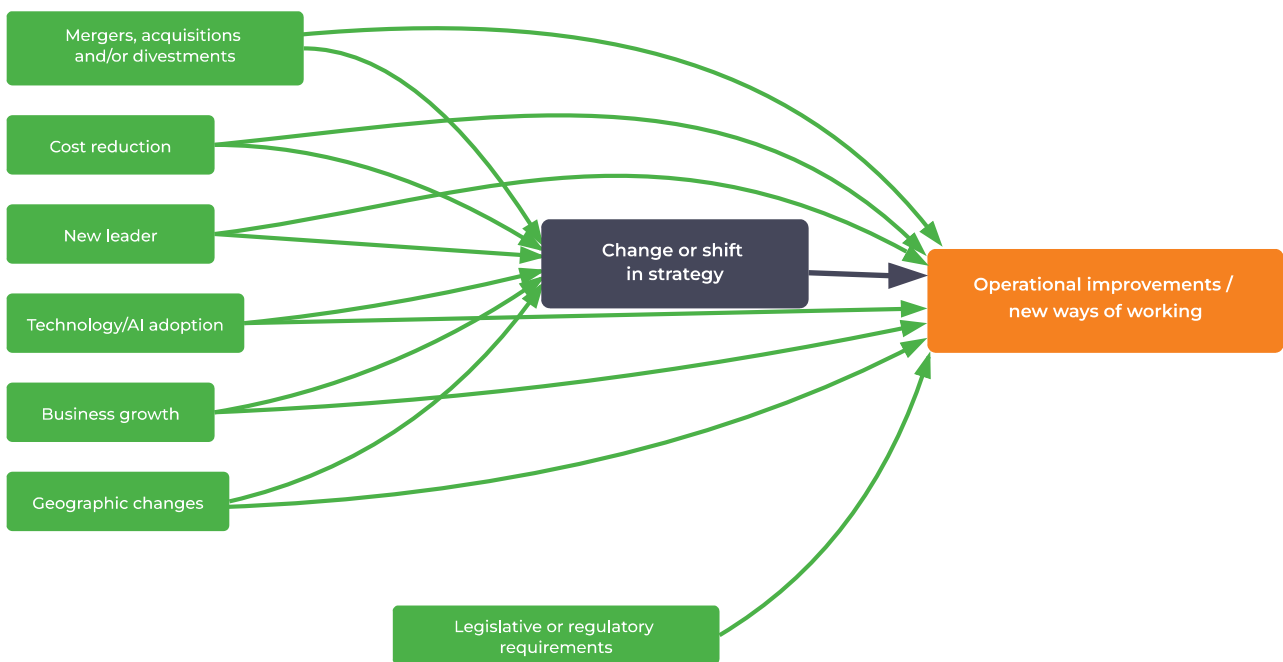 Mergers, acquisitions
and/or divestments
Cost reduction
New leader
Technology/AI adoption
Business growth
Geographic changes
Change or shift
in strategy
Operational improvements /
new ways of working
Legislative or regulatory
requirements